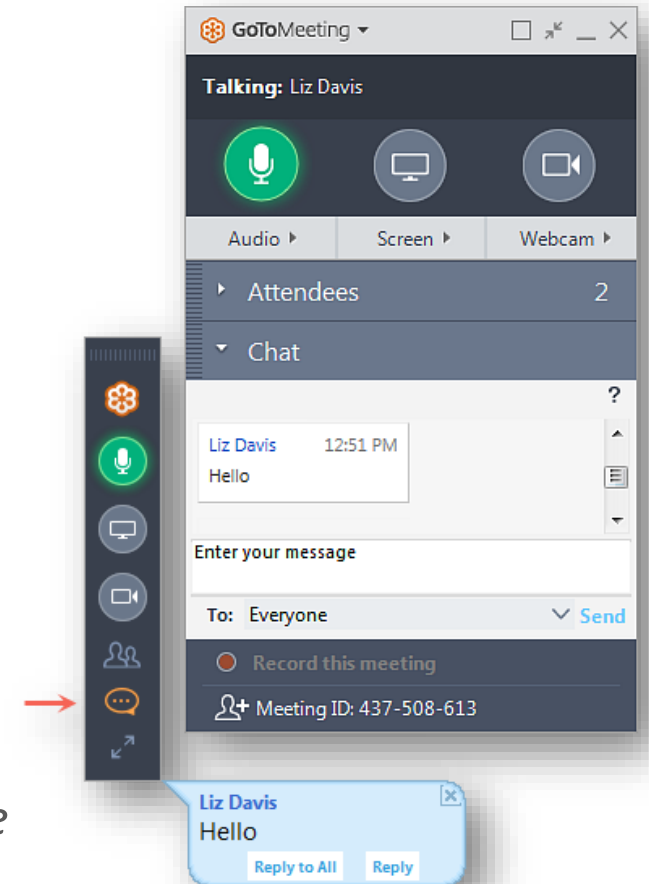 GoToMeeting
Talking: Liz Davis
Audio Screen Webcam
Attendees 2
Chat
?
Liz Davis 12:51 PM
Hello
Enter your message
To: Everyone Send
Record this meeting
Meeting ID: 437-508-613
e
Liz Davis
Hello
Reply to All Reply